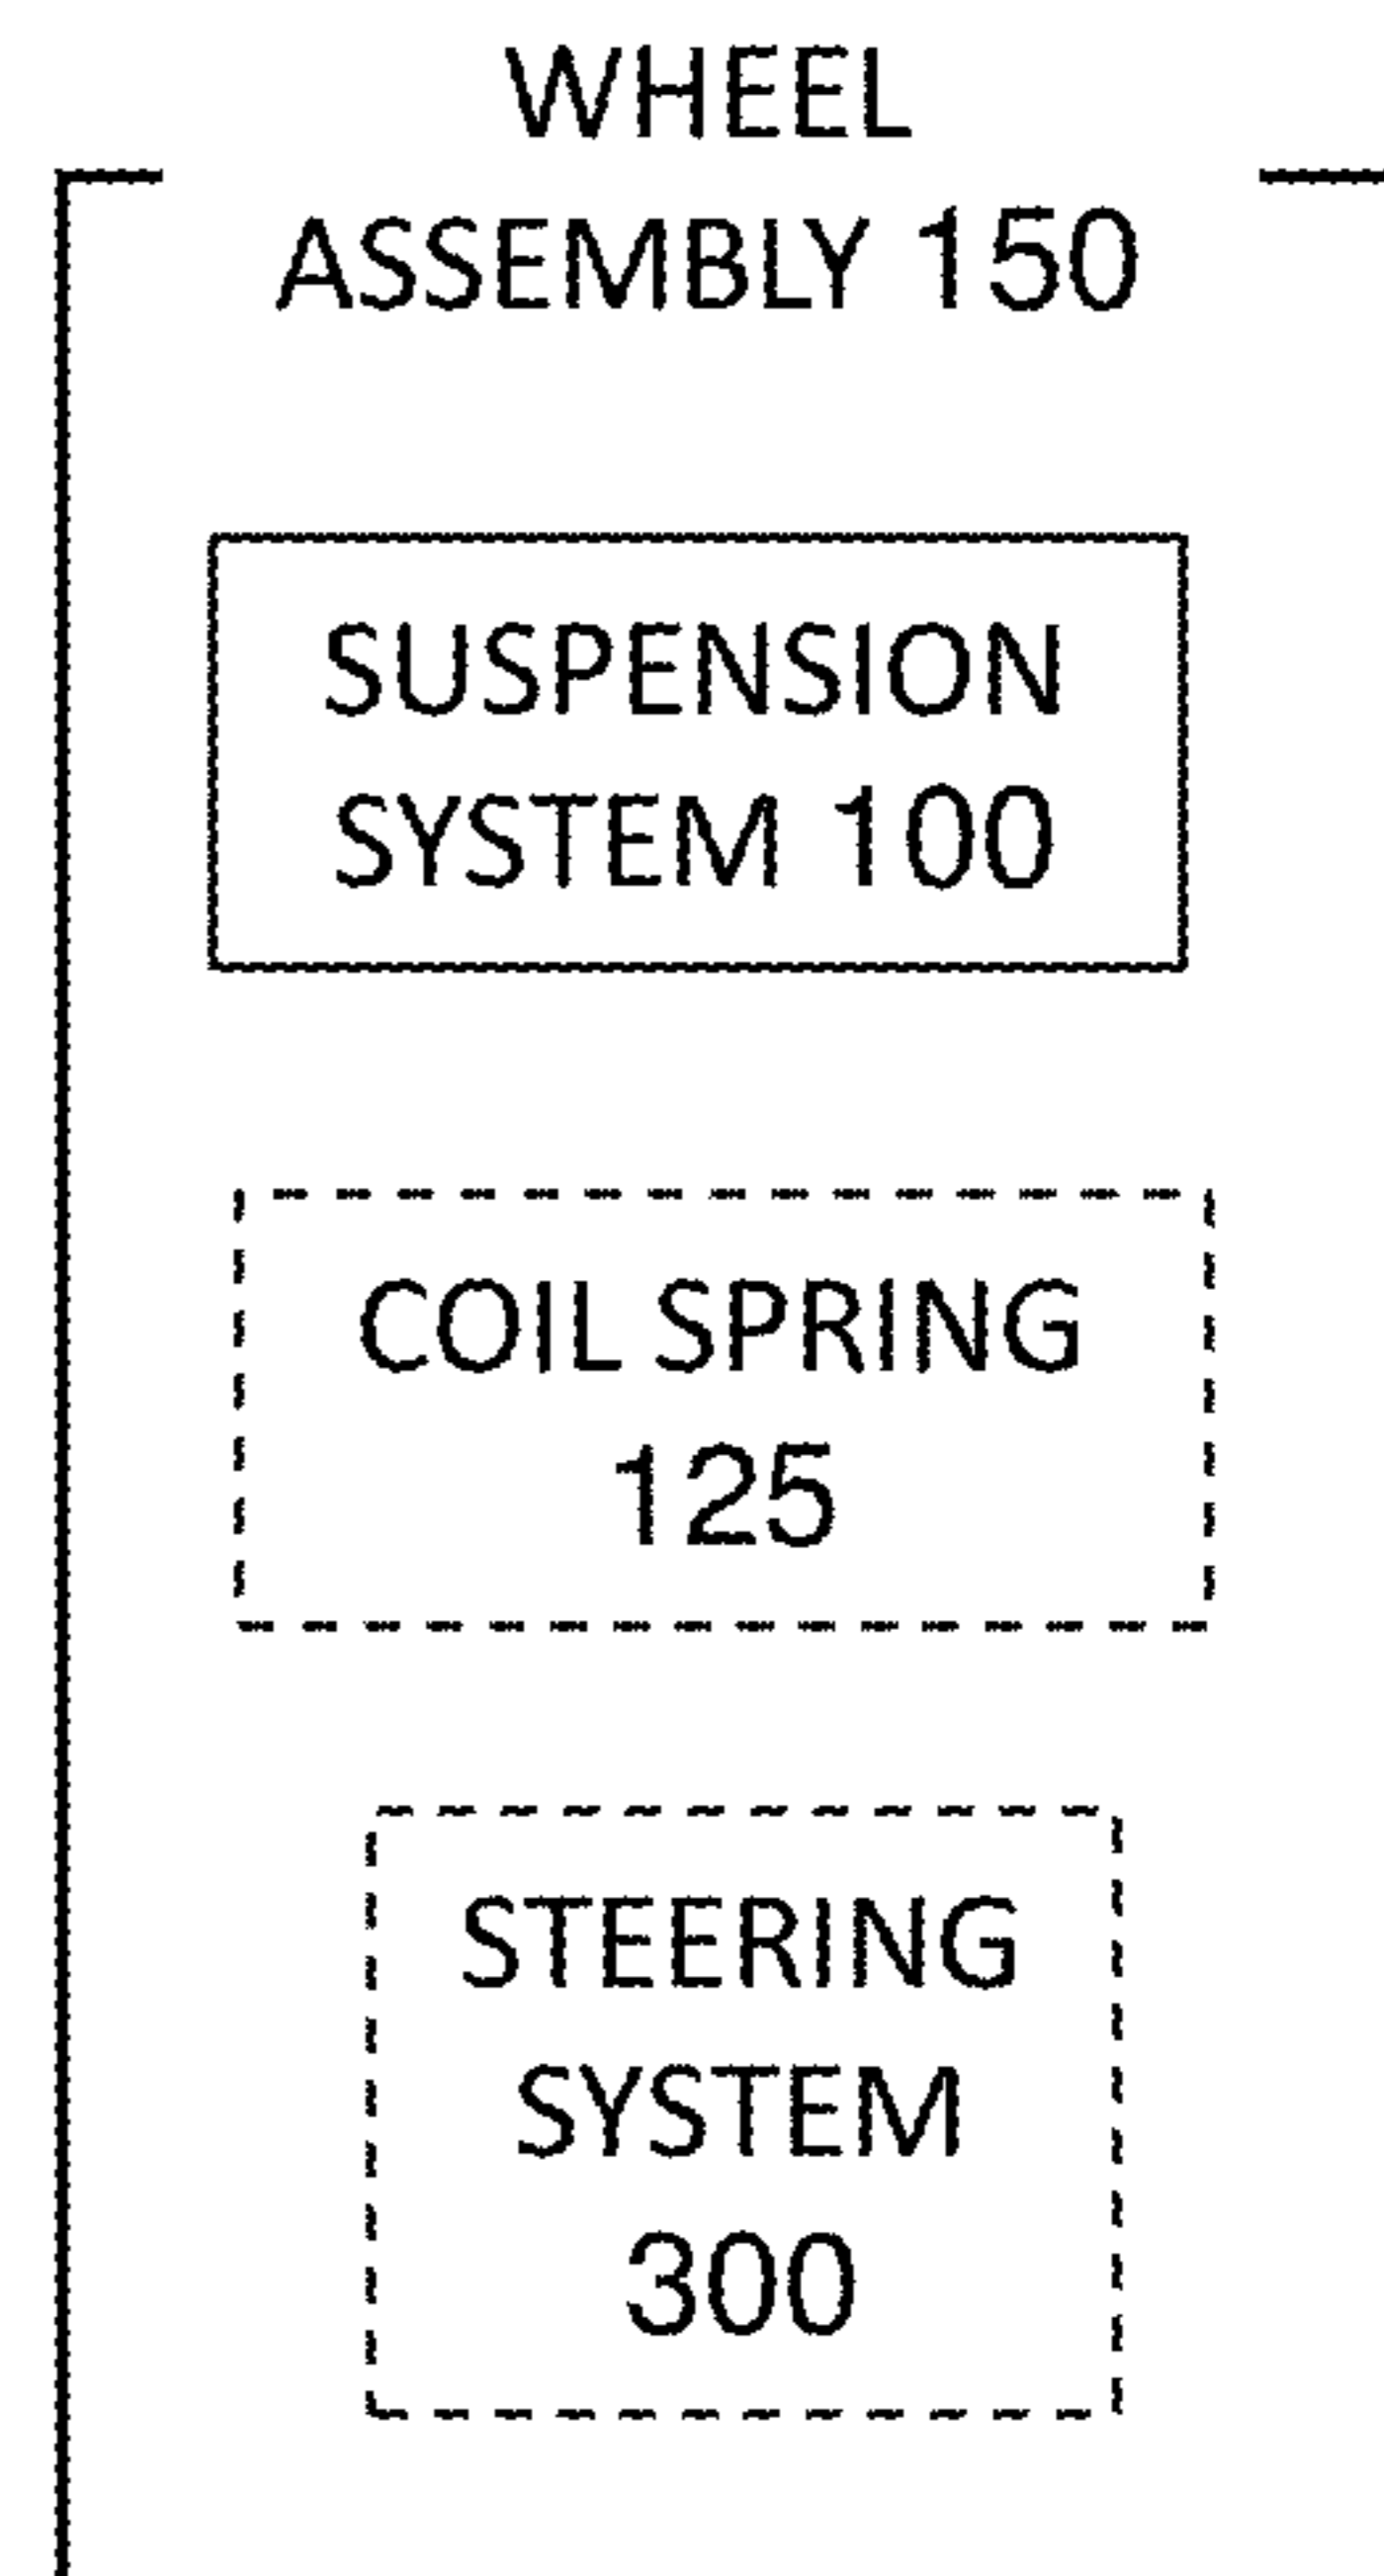 WHEEL
ASSEMBLY 150
SUSPENSION
SYSTEM 100
COIL SPRING
125
STEERING
SYSTEM
300